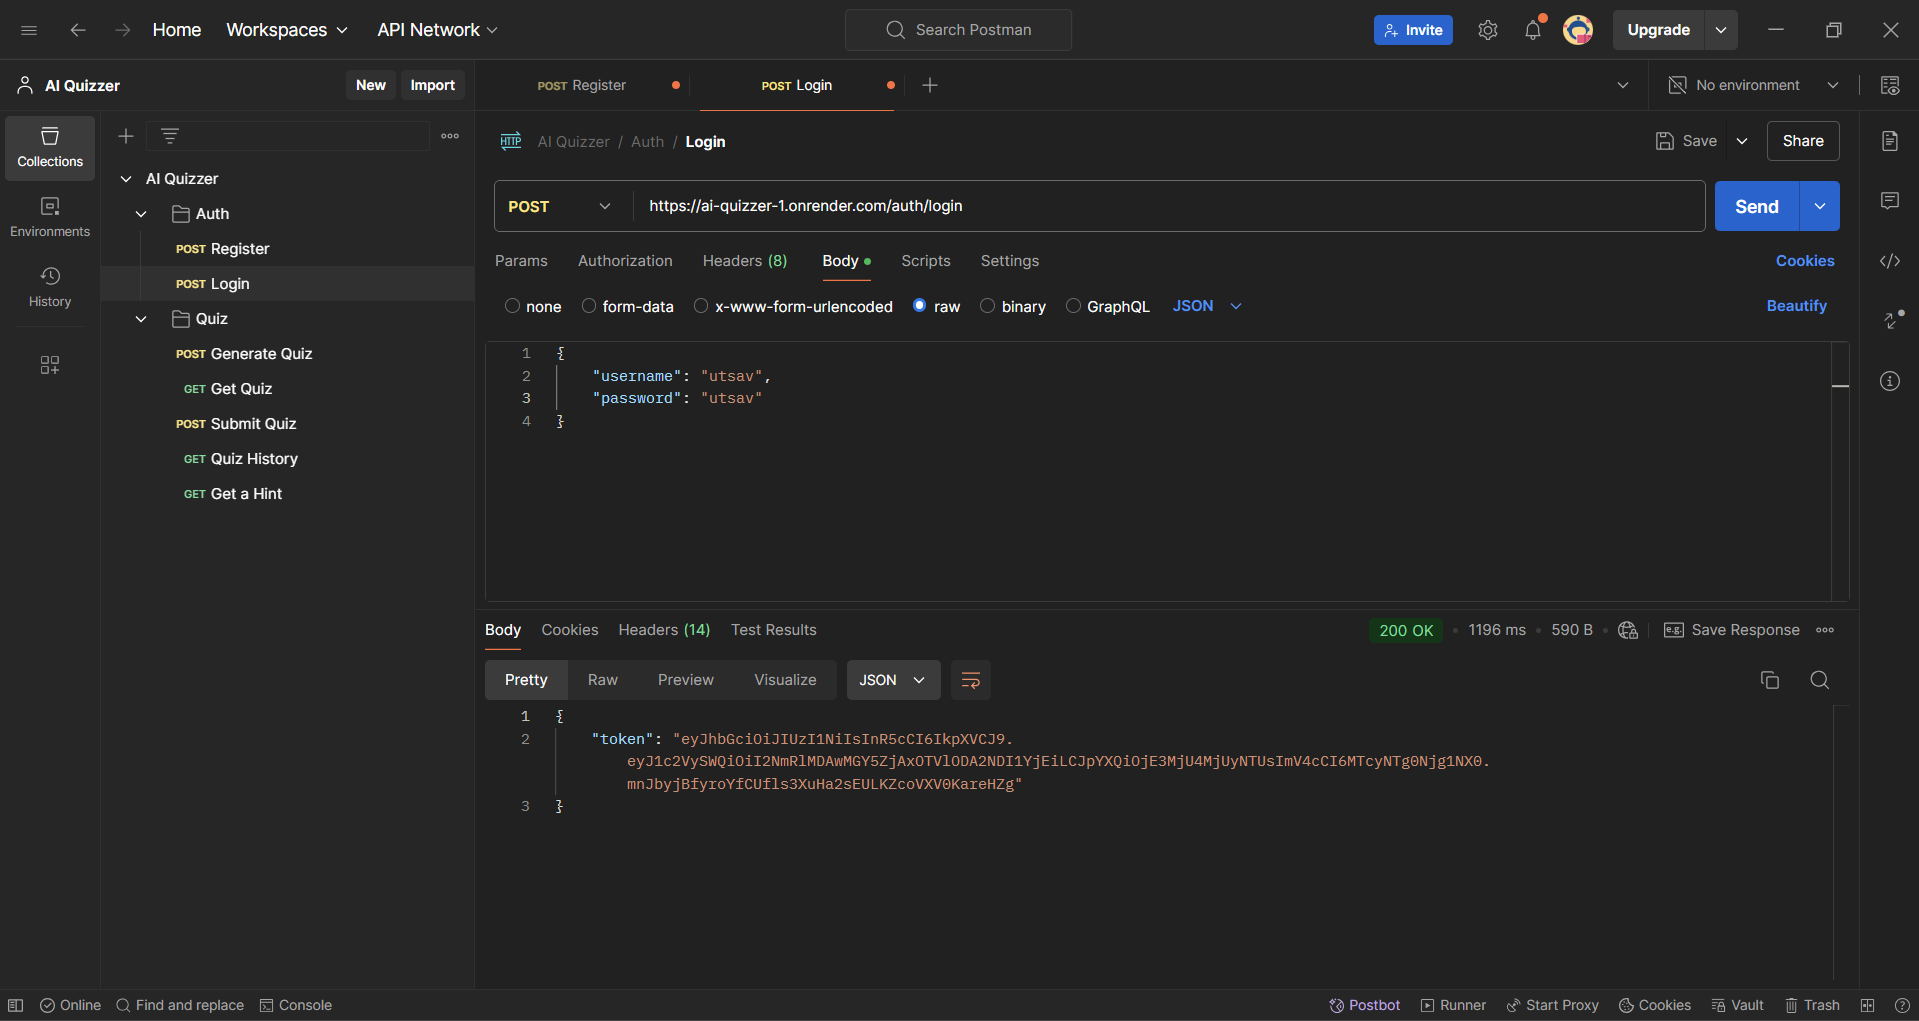 Home Workspaces API Network Search Postman Invite Upgrade
AI Quizzer New Import POST Register POST Login No environment
Collections
Environments
History
AI Quizzer
Auth
POST Register
POST Login
Quiz
POST Generate Quiz
GET Get Quiz
POST Submit Quiz
GET Quiz History
GET Get a Hint
HTTP AI Quizzer / Auth / Login Save Share
POST https://ai-quizzer-1.onrender.com/auth/login Send
Params Authorization Headers (8) Body Scripts Settings Cookies
none form-data x-www-form-urlencoded raw binary GraphQL JSON Beautify
1 {
2 "username": "utsav",
3 "password": "utsav"
4 }
Body Cookies Headers (14) Test Results 200 OK 1196 ms 590 B e.g. Save Response
Pretty Raw Preview Visualize JSON
1 {
2 "token": "eyJhbGciOiJIUzI1NiIsInR5cCI6IkpXVCJ9.
eyJ1c2VySWQiOiI2NmRlMDAwMGY5ZjAxOTVlODA2NDI1YjEiLCJpYXQiOjE3MjU4MjUyNTUsImV4cCI6MTcyNTg0Njg1NX0.
mnJbyjBfyroYfCUfls3XuHa2sEULKZcoVXV0KareHZg"
3 }
Online Find and replace Console Postbot Runner Start Proxy Cookies Vault Trash